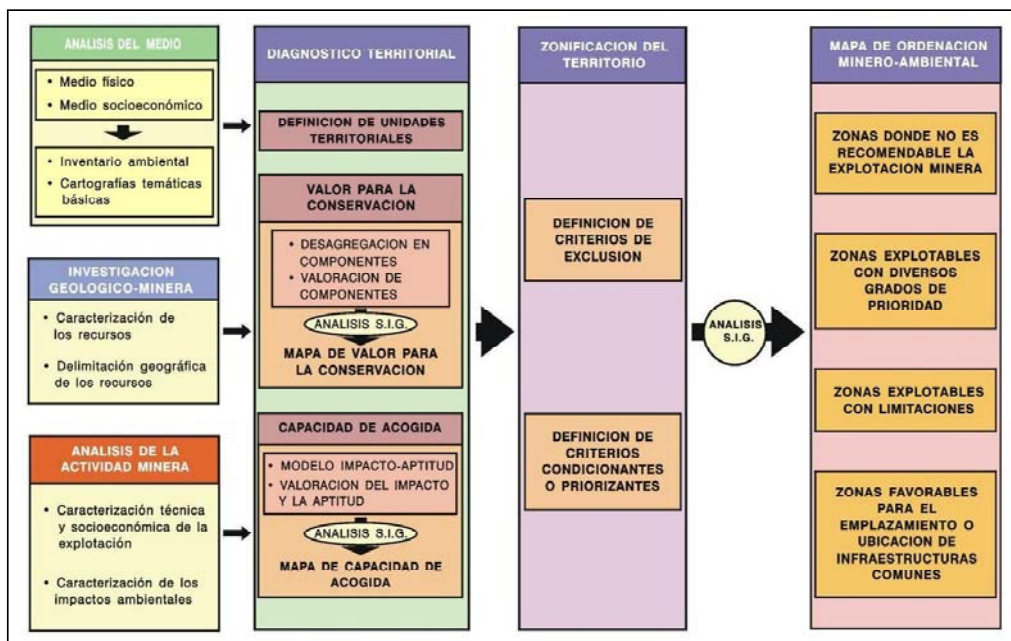 ANALISIS DEL MEDIO
• Medio físico
• Medio socioeconómico
• Inventario ambiental
• Cartografías temáticas
básicas
INVESTIGACION
GEOLOGICO-MINERA
• Caracterización de
los recursos
• Delimitación geográfica
de los recursos
ANALISIS DE LA
ACTIVIDAD MINERA
• Caracterización técnica
y socioeconómica de la
explotación
• Caracterización de los
impactos ambientales
DIAGNOSTICO TERRITORIAL
DEFINICION DE UNIDADES
TERRITORIALES
VALOR PARA LA
CONSERVACION
• DESAGREGACION EN
COMPONENTES
• VALORACION DE
COMPONENTES
ANALISIS S.I.G.
MAPA DE VALOR PARA
LA CONSERVACION
CAPACIDAD DE ACOGIDA
• MODELO IMPACTO-APTITUD
• VALORACION DEL IMPACTO
Y LA APTITUD
ANALISIS S.I.G.
MAPA DE CAPACIDAD DE
ACOGIDA
ZONIFICACION DEL
TERRITORIO
DEFINICION DE
CRITERIOS DE
EXCLUSION
DEFINICION DE
CRITERIOS
CONDICIONANTES
O PRIORIZANTES
ANALISIS
S.I.G.
MAPA DE ORDENACION
MINERO-AMBIENTAL
ZONAS DONDE NO ES
RECOMENDABLE LA
EXPLOTACION MINERA
ZONAS EXPLOTABLES
CON DIVERSOS
GRADOS DE
PRIORIDAD
ZONAS EXPLOTABLES
CON LIMITACIONES
ZONAS FAVORABLES
PARA EL
EMPLAZAMIENTO O
UBICACION DE
INFRAESTRUCTURAS
COMUNES